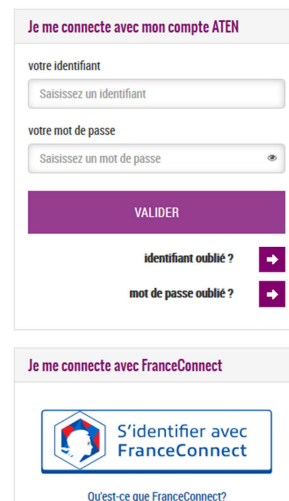 Je me connecte avec mon compte ATEN
votre identifiant
Saisissez un identifiant
votre mot de passe
Saisissez un mot de passe
VALIDER
identifiant oublié ?
mot de passe oublié ?
Je me connecte avec FranceConnect
S'identifier avec
FranceConnect
Qu'est-ce que FranceConnect?